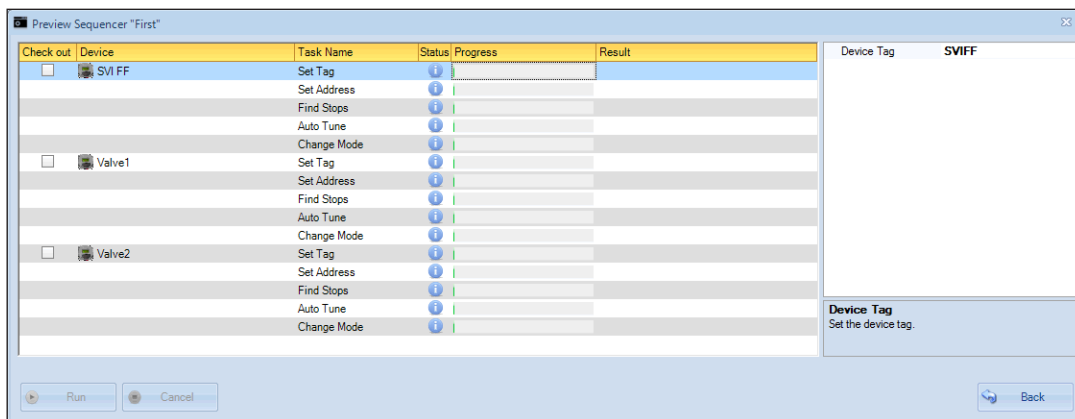 Preview Sequencer "First"
Check out Device Task Name Status Progress Result
SVI FF Set Tag
Set Address
Find Stops
Auto Tune
Change Mode
Valve1 Set Tag
Set Address
Find Stops
Auto Tune
Change Mode
Valve2 Set Tag
Set Address
Find Stops
Auto Tune
Change Mode
Device Tag SVIFF
Device Tag
Set the device tag.
Run Cancel Back